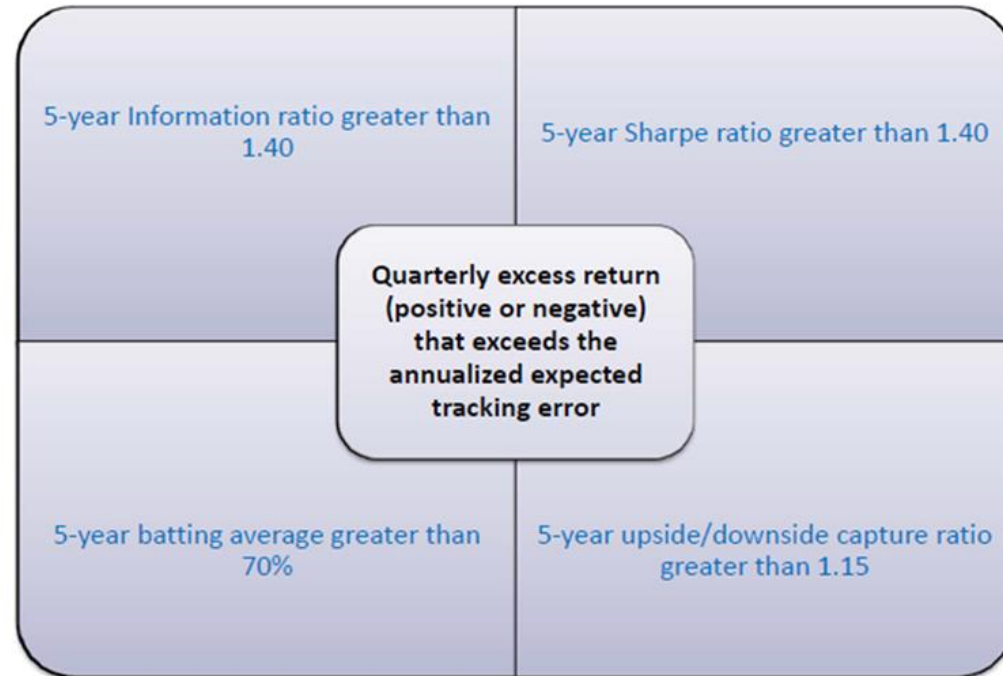 5-year Information ratio greater than
1.40
5-year Sharpe ratio greater than 1.40
Quarterly excess return
(positive or negative)
that exceeds the
annualized expected
tracking error
5-year batting average greater than
70%
5-year upside/downside capture ratio
greater than 1.15